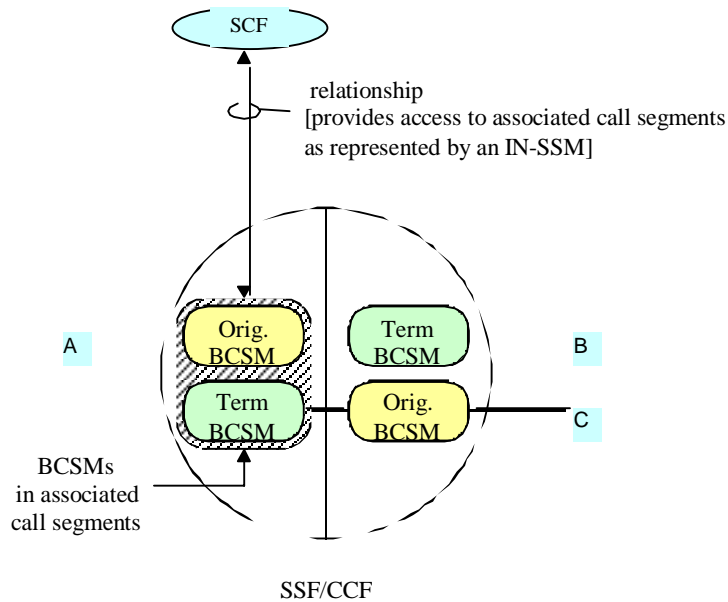 SCF
relationship
[provides access to associated call segments
as represented by an IN-SSM]
Orig.
BCSM
Term
BCSM
A
B
Term
BCSM
Orig.
BCSM
C
BCSMs
in associated
call segments
SSF/CCF